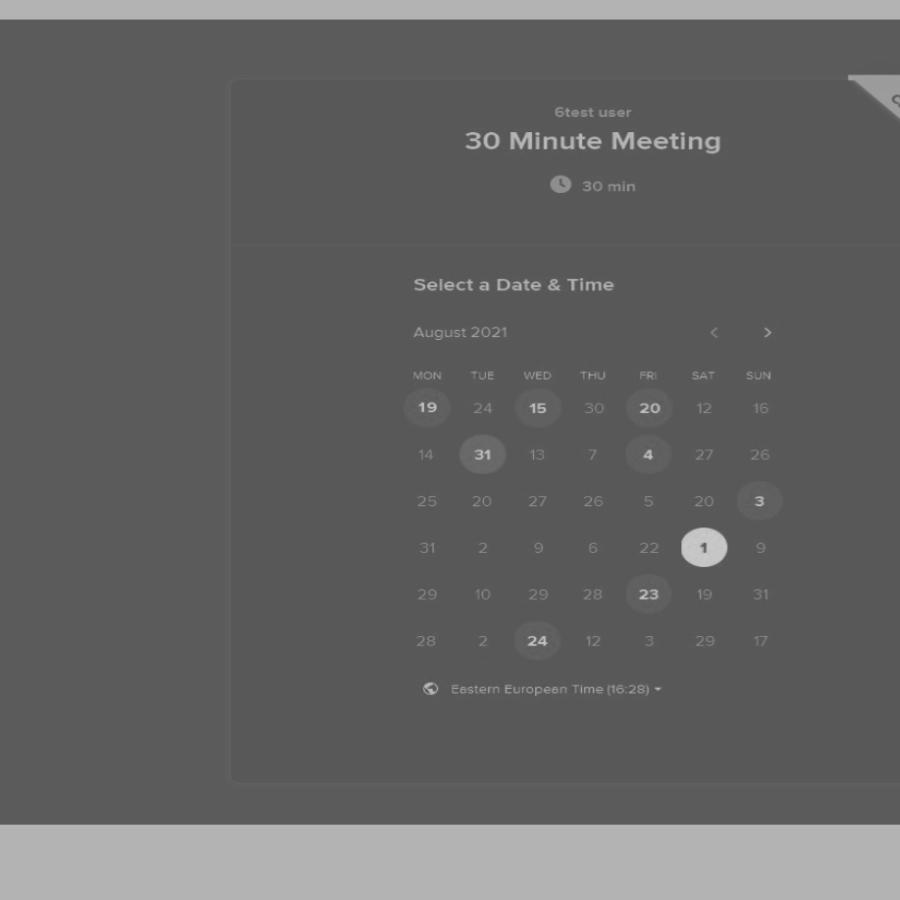 6test user
30 Minute Meeting
30 min
Select a Date & Time
August 2021
MON TUE WED THU FRI SAT SUN
19 24 15 30 20 12 16
14 31 13 7 4 27 26
25 20 27 26 5 20 3
31 2 9 6 22 1 9
29 10 29 28 23 19 31
28 2 24 12 3 29 17
Eastern European Time (16:28)